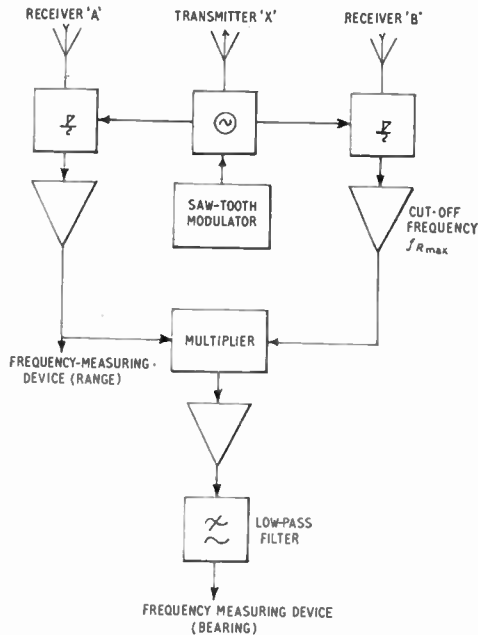 RECEIVER 'A'
TRANSMITTER 'X'
RECEIVER 'B'
SAW-TOOTH
MODULATOR
CUT-OFF
FREQUENCY
fRmax
MULTIPLIER
FREQUENCY-MEASURING-
DEVICE (RANGE)
LOW-PASS
FILTER
FREQUENCY MEASURING DEVICE
(BEARING)